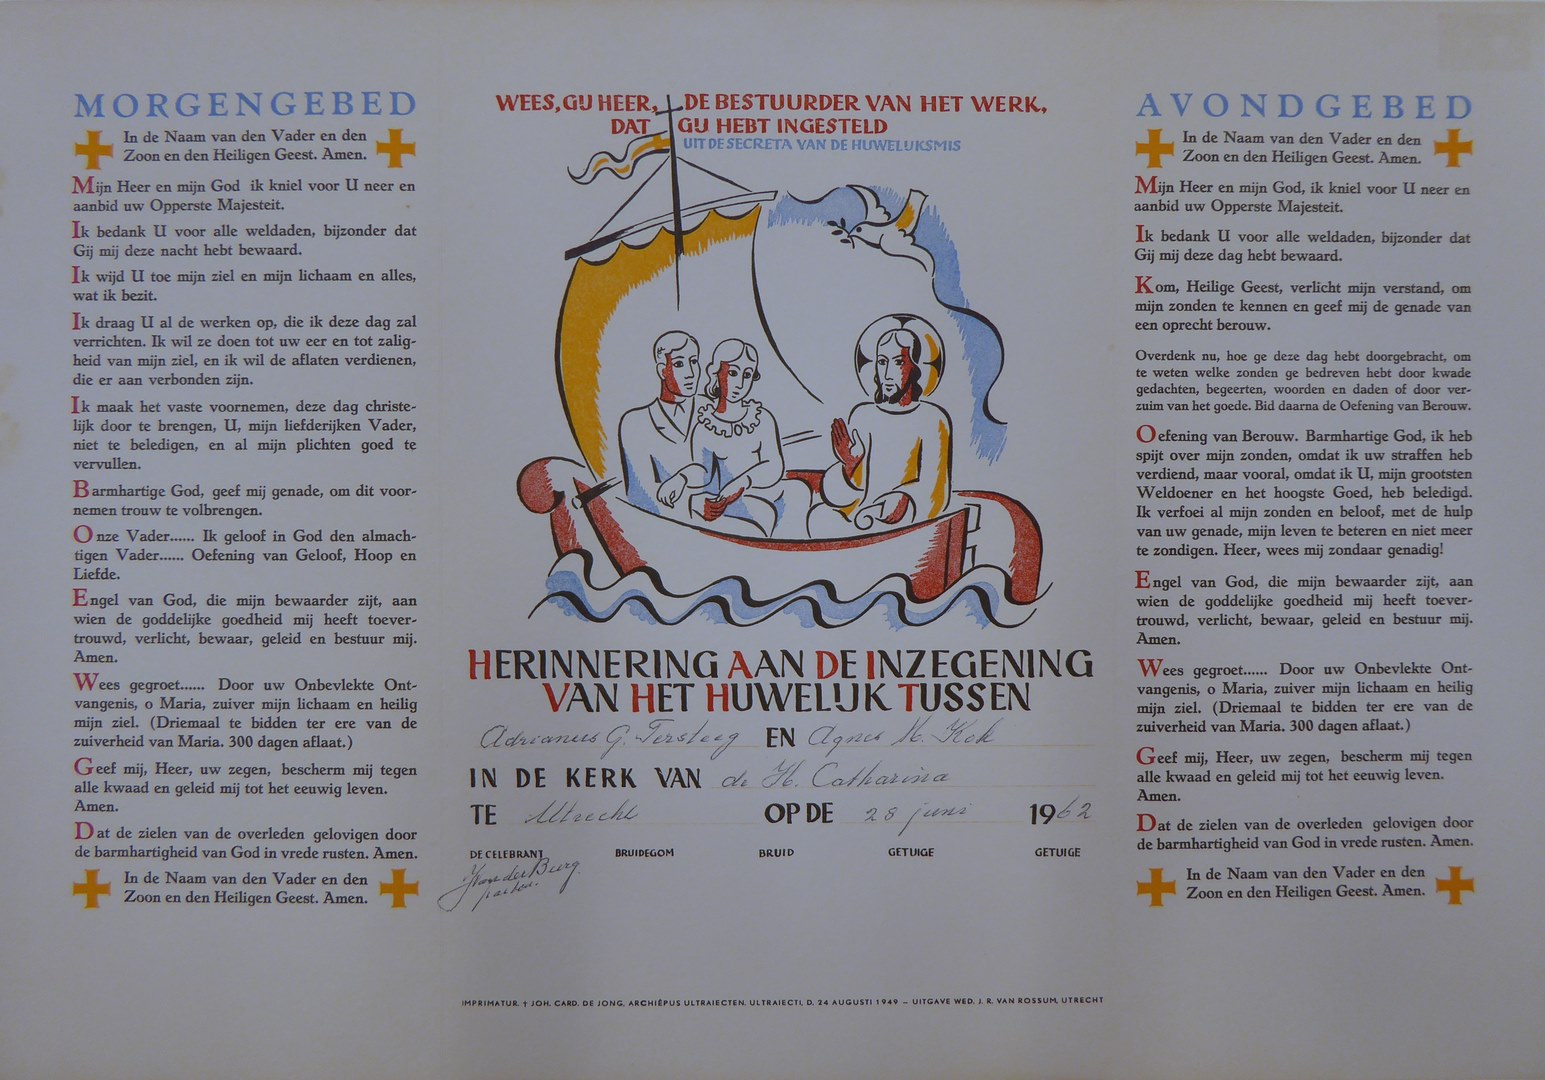 MORGENGEBED
In de Naam van den Vader en den
Zoon en den Heiligen Geest. Amen.
Mijn Heer en mijn God ik kniel voor U neer en
aanbid uw Opperste Majesteit.
Ik bedank U voor alle weldaden, bijzonder dat
Gij mij deze nacht hebt bewaard.
Ik wijd U toe mijn ziel en mijn lichaam en alles,
wat ik bezit.
Ik draag U al de werken op, die ik deze dag zal
verrichten. Ik wil ze doen tot uw eer en tot zalig-
heid van mijn ziel, en ik wil de aflaten verdienen,
die er aan verbonden zijn.
Ik maak het vaste voornemen, deze dag christe-
lijk door te brengen, U, mijn liefderijken Vader,
niet te beledigen, en al mijn plichten goed te
vervullen.
Barmhartige God, geef mij genade, om dit voor-
nemen trouw te volbrengen.
Onze Vader...... Ik geloof in God den almach-
tigen Vader...... Oefening van Geloof, Hoop en
Liefde.
Engel van God, die mijn bewaarder zijt, aan
wien de goddelijke goedheid mij heeft toever-
trouwd, verlicht, bewaar, geleid en bestuur mij.
Amen.
Wees gegroet...... Door uw Onbevlekte Ont-
vangenis, o Maria, zuiver mijn lichaam en heilig
mijn ziel. (Driemaal te bidden ter ere van de
zuiverheid van Maria. 300 dagen aflaat.)
Geef mij, Heer, uw zegen, bescherm mij tegen
alle kwaad en geleid mij tot het eeuwig leven.
Amen.
Dat de zielen van de overleden gelovigen door
de barmhartigheid van God in vrede rusten. Amen.
In de Naam van den Vader en den
Zoon en den Heiligen Geest. Amen.
WEES, GIJ HEER, DE BESTUURDER VAN HET WERK,
DAT GIJ HEBT INGESTELD
UIT DE SECRETA VAN DE HUWELIJKSMIS
HERINNERING AAN DE INZEGENING
VAN HET HUWELIJK TUSSEN
Adrianus G. Tersteeg EN Agnes M. Kok
IN DE KERK VAN de H. Catharina
TE Utrecht OP DE 28 juni 1962
DE CELEBRANT BRUIDEGOM BRUID GETUIGE GETUIGE
J. van der Burg.
pastoor.
IMPRIMATUR. † JOH. CARD. DE JONG, ARCHIËPUS ULTRAIECTEN. ULTRAIECTI, D. 24 AUGUSTI 1949 – UITGAVE WED. J. R. VAN ROSSUM, UTRECHT
AVONDGEBED
In de Naam van den Vader en den
Zoon en den Heiligen Geest. Amen.
Mijn Heer en mijn God, ik kniel voor U neer en
aanbid uw Opperste Majesteit.
Ik bedank U voor alle weldaden, bijzonder dat
Gij mij deze dag hebt bewaard.
Kom, Heilige Geest, verlicht mijn verstand, om
mijn zonden te kennen en geef mij de genade van
een oprecht berouw.
Overdenk nu, hoe ge deze dag hebt doorgebracht, om
te weten welke zonden ge bedreven hebt door kwade
gedachten, begeerten, woorden en daden of door ver-
zuim van het goede. Bid daarna de Oefening van Berouw.
Oefening van Berouw. Barmhartige God, ik heb
spijt over mijn zonden, omdat ik uw straffen heb
verdiend, maar vooral, omdat ik U, mijn grootsten
Weldoener en het hoogste Goed, heb beledigd.
Ik verfoei al mijn zonden en beloof, met de hulp
van uw genade, mijn leven te beteren en niet meer
te zondigen. Heer, wees mij zondaar genadig!
Engel van God, die mijn bewaarder zijt, aan
wien de goddelijke goedheid mij heeft toever-
trouwd, verlicht, bewaar, geleid en bestuur mij.
Amen.
Wees gegroet...... Door uw Onbevlekte Ont-
vangenis, o Maria, zuiver mijn lichaam en heilig
mijn ziel. (Driemaal te bidden ter ere van de
zuiverheid van Maria. 300 dagen aflaat.)
Geef mij, Heer, uw zegen, bescherm mij tegen
alle kwaad en geleid mij tot het eeuwig leven.
Amen.
Dat de zielen van de overleden gelovigen door
de barmhartigheid van God in vrede rusten. Amen.
In de Naam van den Vader en den
Zoon en den Heiligen Geest. Amen.